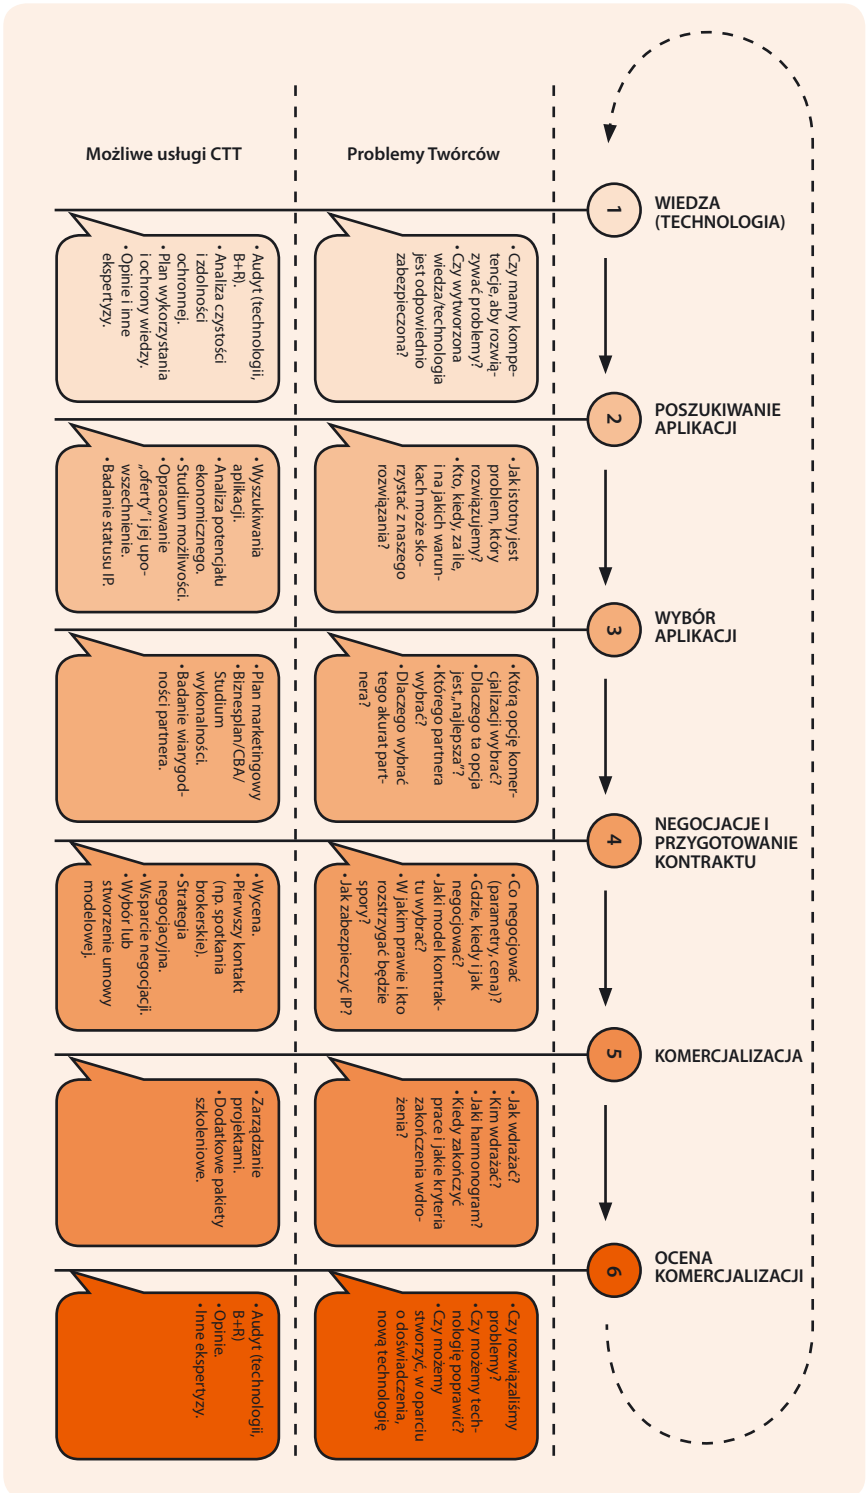 Możliwe usługi CTT
Problemy Twórców
1
WIEDZA
(TECHNOLOGIA)
• Czy mamy kompe-
tencje, aby rozwią-
zywać problemy?
• Czy wytworzona
wiedza/technologia
jest odpowiednio
zabezpieczona?
• Audyt (technologii,
B+R).
• Analiza czystości
i zdolności
ochronnej.
• Plan wykorzystania
i ochrony wiedzy.
• Opinie i inne
ekspertyzy.
2
POSZUKIWANIE
APLIKACJI
• Jak istotny jest
problem, który
rozwiązujemy?
• Kto, kiedy, za ile,
i na jakich warun-
kach może sko-
rzystać z naszego
rozwiązania?
• Wyszukiwania
aplikacji.
• Analiza potencjału
ekonomicznego.
• Studium możliwości.
• Opracowanie
„oferty” i jej upo-
wszechnienie.
• Badanie statusu IP.
3
WYBÓR
APLIKACJI
• Którą opcję komer-
cjalizacji wybrać?
• Dlaczego ta opcja
jest „najlepsza”?
• Którego partnera
wybrać?
• Dlaczego wybrać
tego akurat part-
nera?
• Plan marketingowy
• Biznesplan/CBA/
Studium
wykonalności.
• Badanie wiarygod-
ności partnera.
4
NEGOCJACJE I
PRZYGOTOWANIE
KONTRAKTU
• Co negocjować
(parametry, cena)?
• Gdzie, kiedy i jak
negocjować?
• Jaki model kontrak-
tu wybrać?
• W jakim prawie i kto
rozstrzygać będzie
spory?
• Jak zabezpieczyć IP?
• Wycena.
• Pierwszy kontakt
(np. spotkania
brokerskie).
• Strategia
negocjacyjna.
• Wsparcie negocjacji.
• Wybór lub
stworzenie umowy
modelowej.
5
KOMERCJALIZACJA
• Jak wdrażać?
• Kim wdrażać?
• Jaki harmonogram?
• Kiedy zakończyć
prace i jakie kryteria
zakończenia wdro-
żenia?
• Zarządzanie
projektami.
• Dodatkowe pakiety
szkoleniowe.
6
OCENA
KOMERCJALIZACJI
• Czy rozwiązaliśmy
problemy?
• Czy możemy tech-
nologię poprawić?
• Czy możemy
stworzyć, w oparciu
o doświadczenia,
nową technologię
• Audyt (technologii,
B+R)
• Opinie.
• Inne ekspertyzy.